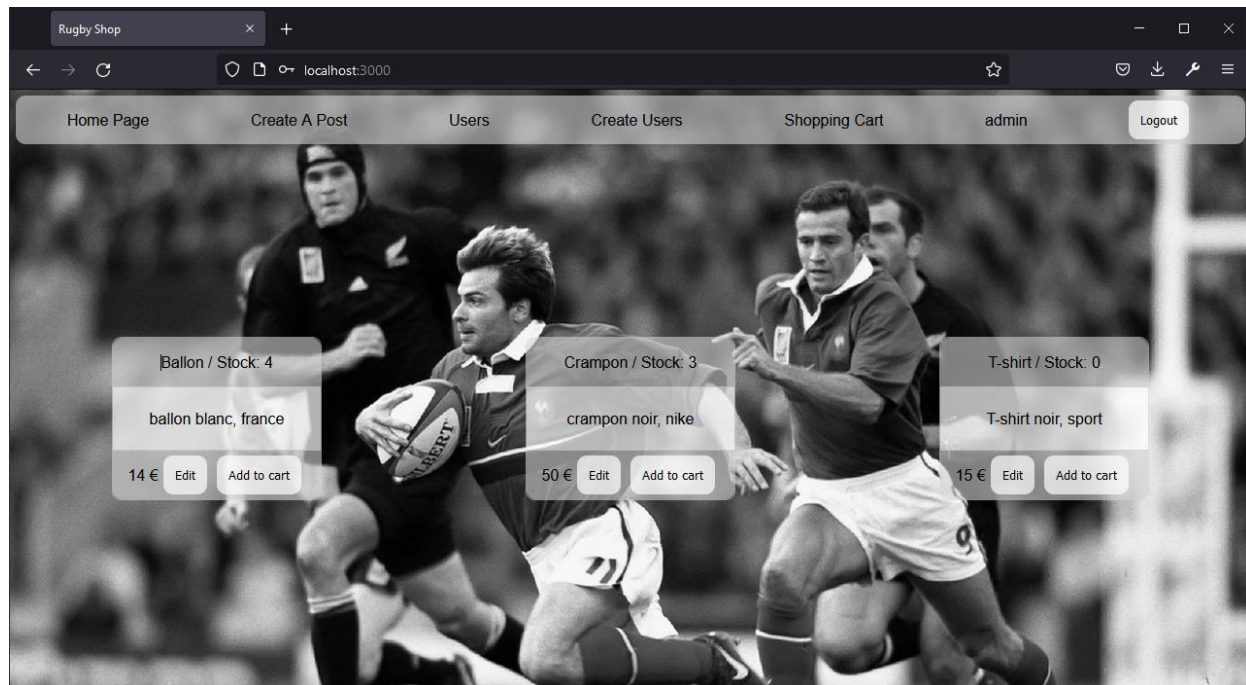 Rugby Shop
localhost:3000
Home Page Create A Post Users Create Users Shopping Cart admin Logout
Ballon / Stock: 4
ballon blanc, france
14 € Edit Add to cart
Crampon / Stock: 3
crampon noir, nike
50 € Edit Add to cart
T-shirt / Stock: 0
T-shirt noir, sport
15 € Edit Add to cart
11
9